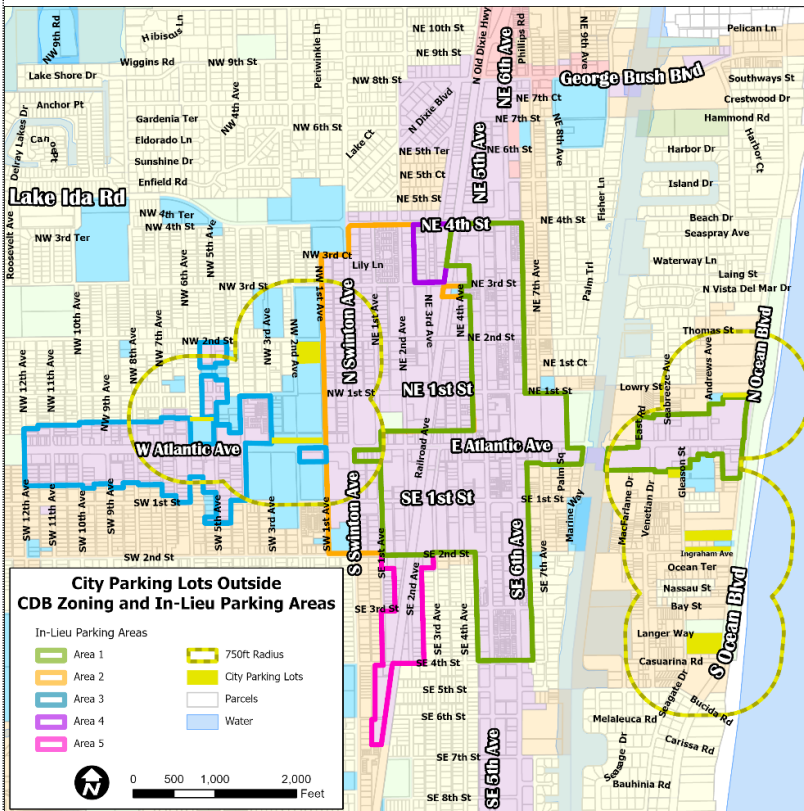 NW 9th Rd
Hibiscus Ln
Periwinkle Ln
NE 10th St
N Old Dixie Hwy
Phillips Rd
NE 9th Ave
Pelican Ln
NE 9th St
NE 6th Ave
Wiggins Rd
NW 9th St
Lake Shore Dr
NW 8th St
George Bush Blvd
Southways St
Anchor Pt
NW 4th Ave
N Dixie Blvd
NE 7th Ct
Crestwood Dr
Delray Lakes Dr
Gardenia Ter
NW 6th St
NE 7th St
NE 8th Ave
Hammond Rd
Eldorado Ln
Lake Ct
NE 5th Ave
NE 5th Ter
NE 6th St
Harbor Dr
Harbor Ct
Sunshine Dr
Enfield Rd
NE 5th Ct
Island Dr
Lake Ida Rd
NE 5th St
Fisher Ln
Roosevelt Ave
NW 4th Ter
NW 4th St
NE 4th St
NE 4th St
Beach Dr
NW 3rd Ter
NW 5th Ave
NW 6th Ave
NW 3rd Ct
Seaspray Ave
Lily Ln
Waterway Ln
NW 3rd St
NW 1st Ave
NE 3rd St
NE 7th Ave
Palm Trl
Laing St
N Vista Del Mar Dr
NW 10th Ave
NW 7th Ave
NW 3rd Ave
NW 2nd Ave
N Swinton Ave
NE 1st Ave
NE 2nd Ave
NE 3rd Ave
NE 4th Ave
Thomas St
N Ocean Blvd
NW 12th Ave
NW 11th Ave
NW 8th Ave
NW 2nd St
NE 2nd St
NE 1st Ct
Andrews Ave
NW 9th Ave
NW 1st St
NE 1st St
NE 1st St
Lowry St
Seabreeze Ave
East Rd
W Atlantic Ave
Railroad Ave
E Atlantic Ave
Palm Sq
Gleason St
SW 12th Ave
SW 11th Ave
SW 10th Ave
SW 9th Ave
SW 1st St
SW 5th Ave
SW 3rd Ave
SW 1st Ave
S Swinton Ave
SE 1st St
SE 1st St
Marine Way
MacFarlane Dr
Venetian Dr
SW 2nd St
SE 1st Ave
SE 2nd St
SE 6th Ave
SE 7th Ave
Ingraham Ave
Ocean Ter
S Ocean Blvd
SE 3rd St
SE 2nd Ave
SE 3rd Ave
SE 4th Ave
Nassau St
Bay St
Langer Way
SE 4th St
Casuarina Rd
SE 5th St
Seagate Dr
Bucida Rd
SE 6th St
SE 5th Ave
Melaleuca Rd
Carissa Rd
SE 7th St
Bauhinia Rd
SE 8th St
City Parking Lots Outside
CDB Zoning and In-Lieu Parking Areas
In-Lieu Parking Areas
Area 1
Area 2
Area 3
Area 4
Area 5
750ft Radius
City Parking Lots
Parcels
Water
N
0 500 1,000 2,000
Feet